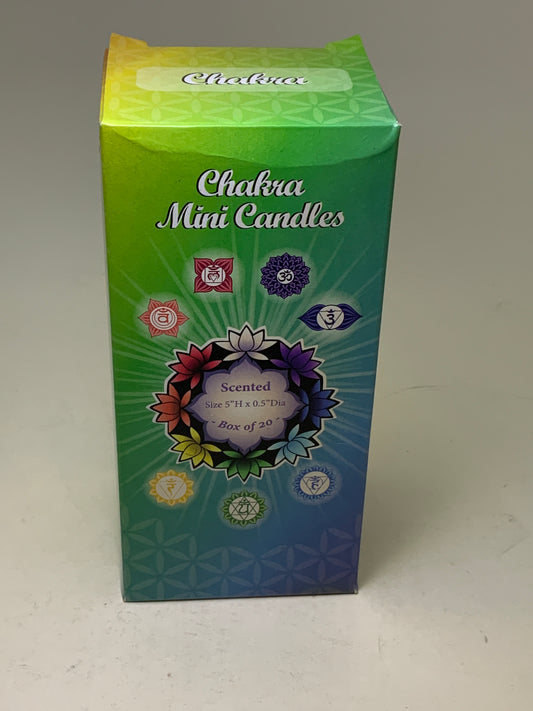 Chakra
Chakra
Mini Candles
लं
ॐ
वं
ॐ
Scented
Size 5"H x 0.5"Dia
- Box of 20 -
रं
हं
यं